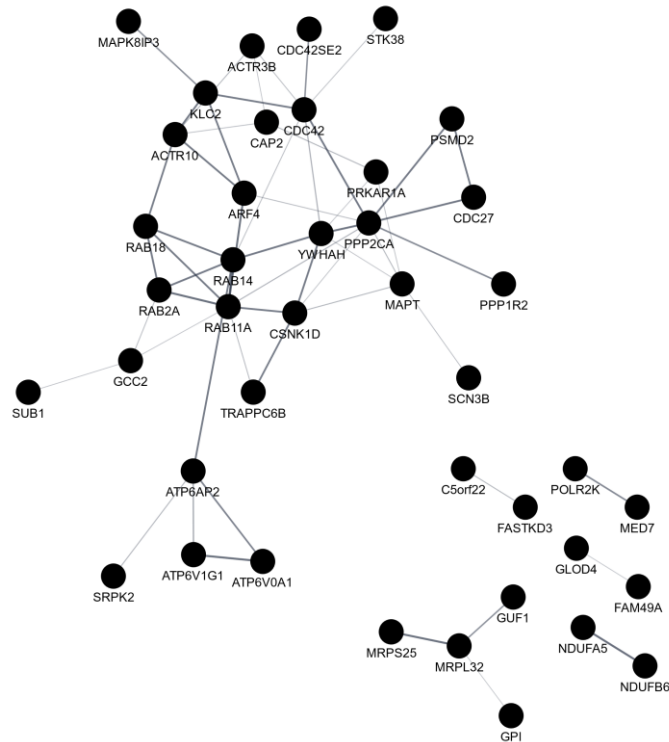 STK38
CDC42SE2
MAPK8IP3
ACTR3B
KLC2
CDC42
CAP2
PSMD2
ACTR10
PRKAR1A
ARF4
CDC27
PPP2CA
RAB18
YWHAH
RAB14
MAPT
PPP1R2
RAB2A
RAB11A
CSNK1D
GCC2
SCN3B
SUB1
TRAPPC6B
ATP6AP2
C5orf22
POLR2K
FASTKD3
MED7
GLOD4
ATP6V1G1
ATP6V0A1
SRPK2
FAM49A
GUF1
NDUFA5
MRPS25
MRPL32
NDUFB6
GPI